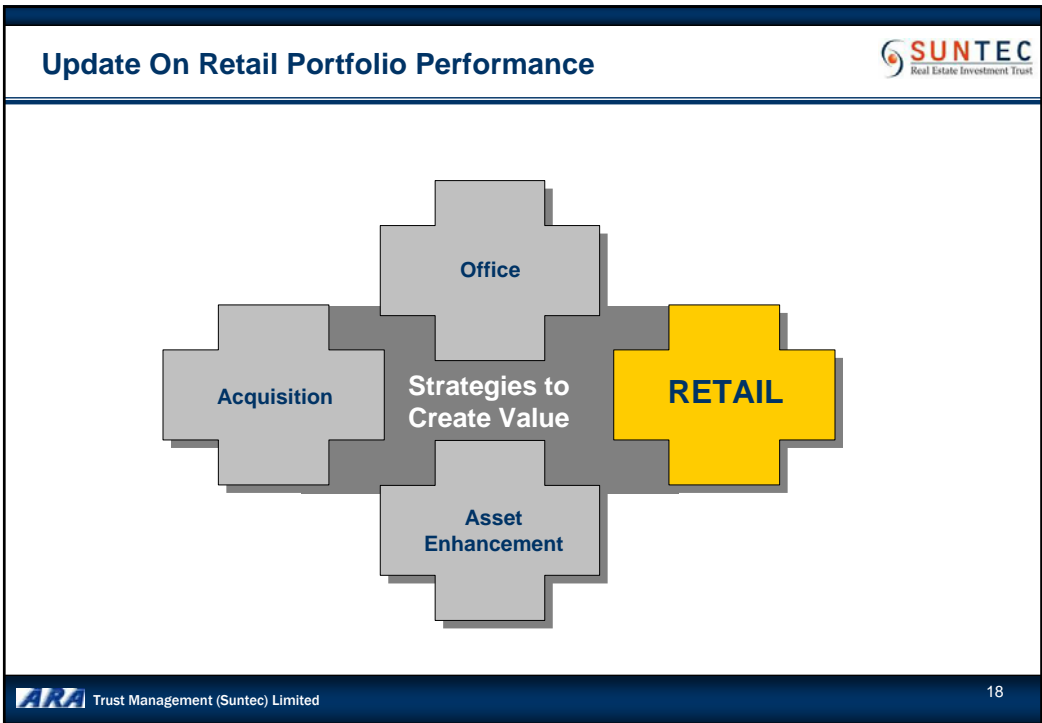 Update On Retail Portfolio Performance
SUNTEC
Real Estate Investment Trust
Office
Acquisition
Strategies to
Create Value
RETAIL
Asset
Enhancement
ARA Trust Management (Suntec) Limited
18